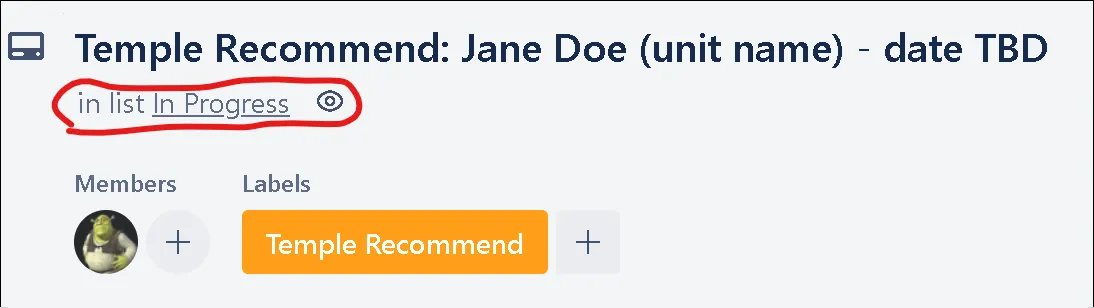 Temple Recommend: Jane Doe (unit name) - date TBD
in list In Progress
Members
Labels
Temple Recommend